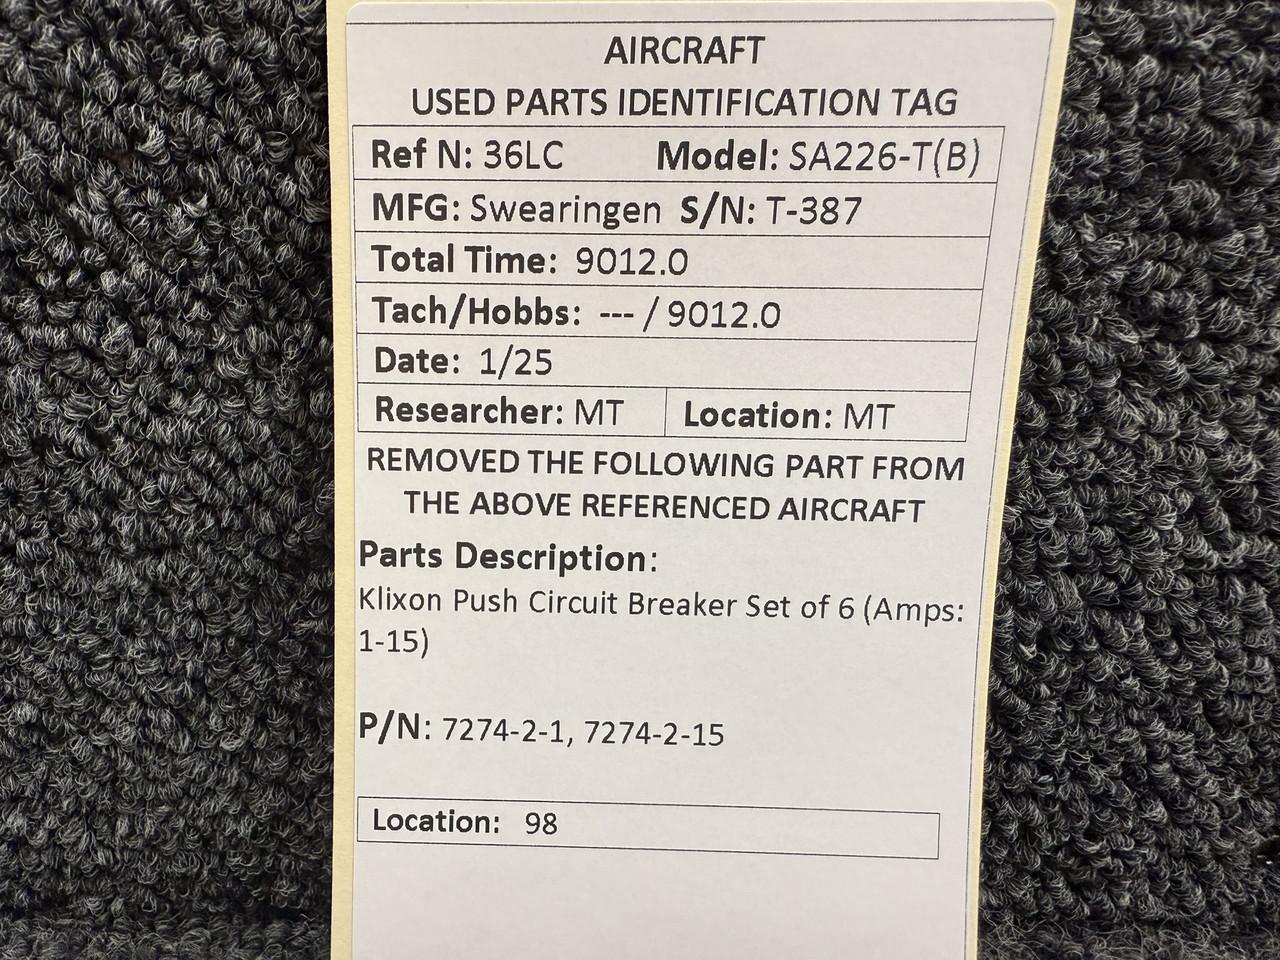 AIRCRAFT
USED PARTS IDENTIFICATION TAG
Ref N: 36LC Model: SA226-T(B)
MFG: Swearingen S/N: T-387
Total Time: 9012.0
Tach/Hobbs: --- / 9012.0
Date: 1/25
Researcher: MT Location: MT
REMOVED THE FOLLOWING PART FROM
THE ABOVE REFERENCED AIRCRAFT
Parts Description:
Klixon Push Circuit Breaker Set of 6 (Amps:
1-15)
P/N: 7274-2-1, 7274-2-15
Location: 98